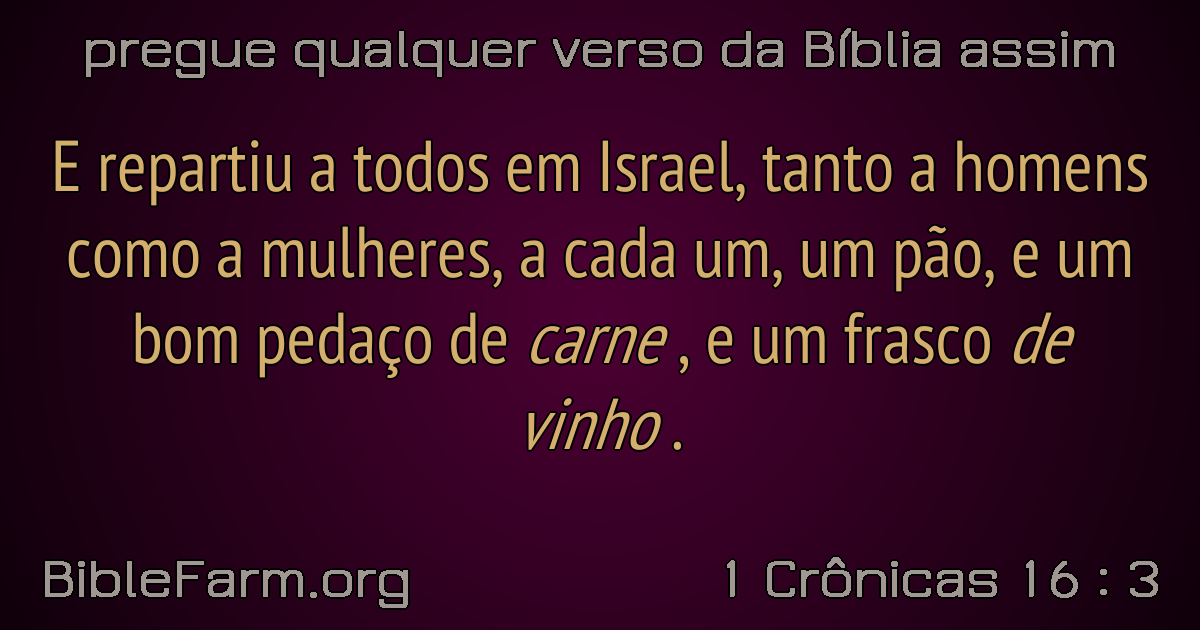 pregue qualquer verso da Bíblia assim
E repartiu a todos em Israel, tanto a homens
como a mulheres, a cada um, um pão, e um
bom pedaço de carne , e um frasco de
vinho .
BibleFarm.org
1 Crônicas 16 : 3